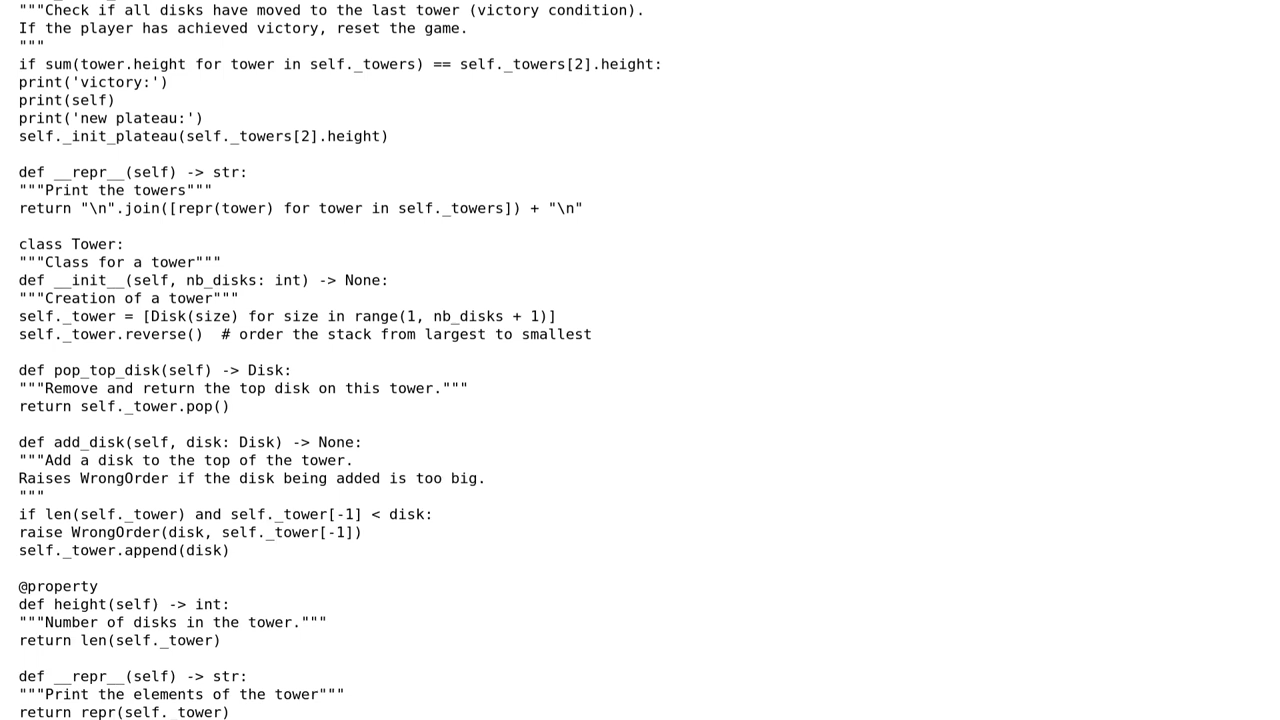 """Check if all disks have moved to the last tower (victory condition).
If the player has achieved victory, reset the game.
"""
if sum(tower.height for tower in self._towers) == self._towers[2].height:
print('victory:')
print(self)
print('new plateau:')
self._init_plateau(self._towers[2].height)

def __repr__(self) -> str:
"""Print the towers"""
return "\n".join([repr(tower) for tower in self._towers]) + "\n"

class Tower:
"""Class for a tower"""
def __init__(self, nb_disks: int) -> None:
"""Creation of a tower"""
self._tower = [Disk(size) for size in range(1, nb_disks + 1)]
self._tower.reverse()  # order the stack from largest to smallest

def pop_top_disk(self) -> Disk:
"""Remove and return the top disk on this tower."""
return self._tower.pop()

def add_disk(self, disk: Disk) -> None:
"""Add a disk to the top of the tower.
Raises WrongOrder if the disk being added is too big.
"""
if len(self._tower) and self._tower[-1] < disk:
raise WrongOrder(disk, self._tower[-1])
self._tower.append(disk)

@property
def height(self) -> int:
"""Number of disks in the tower."""
return len(self._tower)

def __repr__(self) -> str:
"""Print the elements of the tower"""
return repr(self._tower)